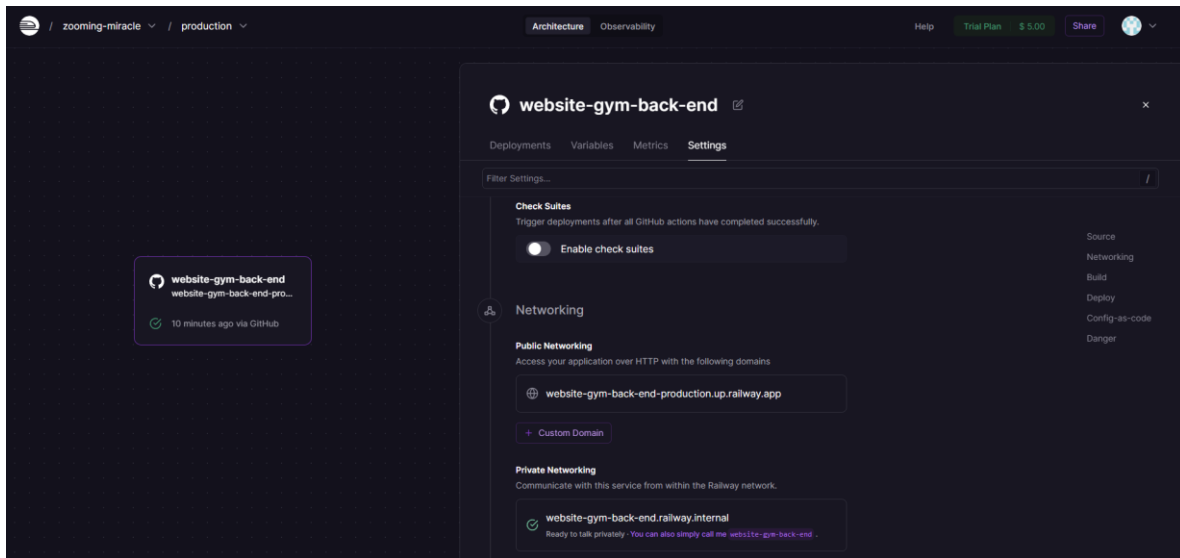 / zooming-miracle / production
Architecture Observability
Help Trial Plan $ 5.00 Share
website-gym-back-end
Deployments Variables Metrics Settings
Filter Settings... /
Check Suites
Trigger deployments after all GitHub actions have completed successfully.
Enable check suites
Source
Networking
Build
Deploy
Config-as-code
Danger
website-gym-back-end
website-gym-back-end-pro...
10 minutes ago via GitHub
Networking
Public Networking
Access your application over HTTP with the following domains
website-gym-back-end-production.up.railway.app
+ Custom Domain
Private Networking
Communicate with this service from within the Railway network.
website-gym-back-end.railway.internal
Ready to talk privately · You can also simply call me website-gym-back-end .